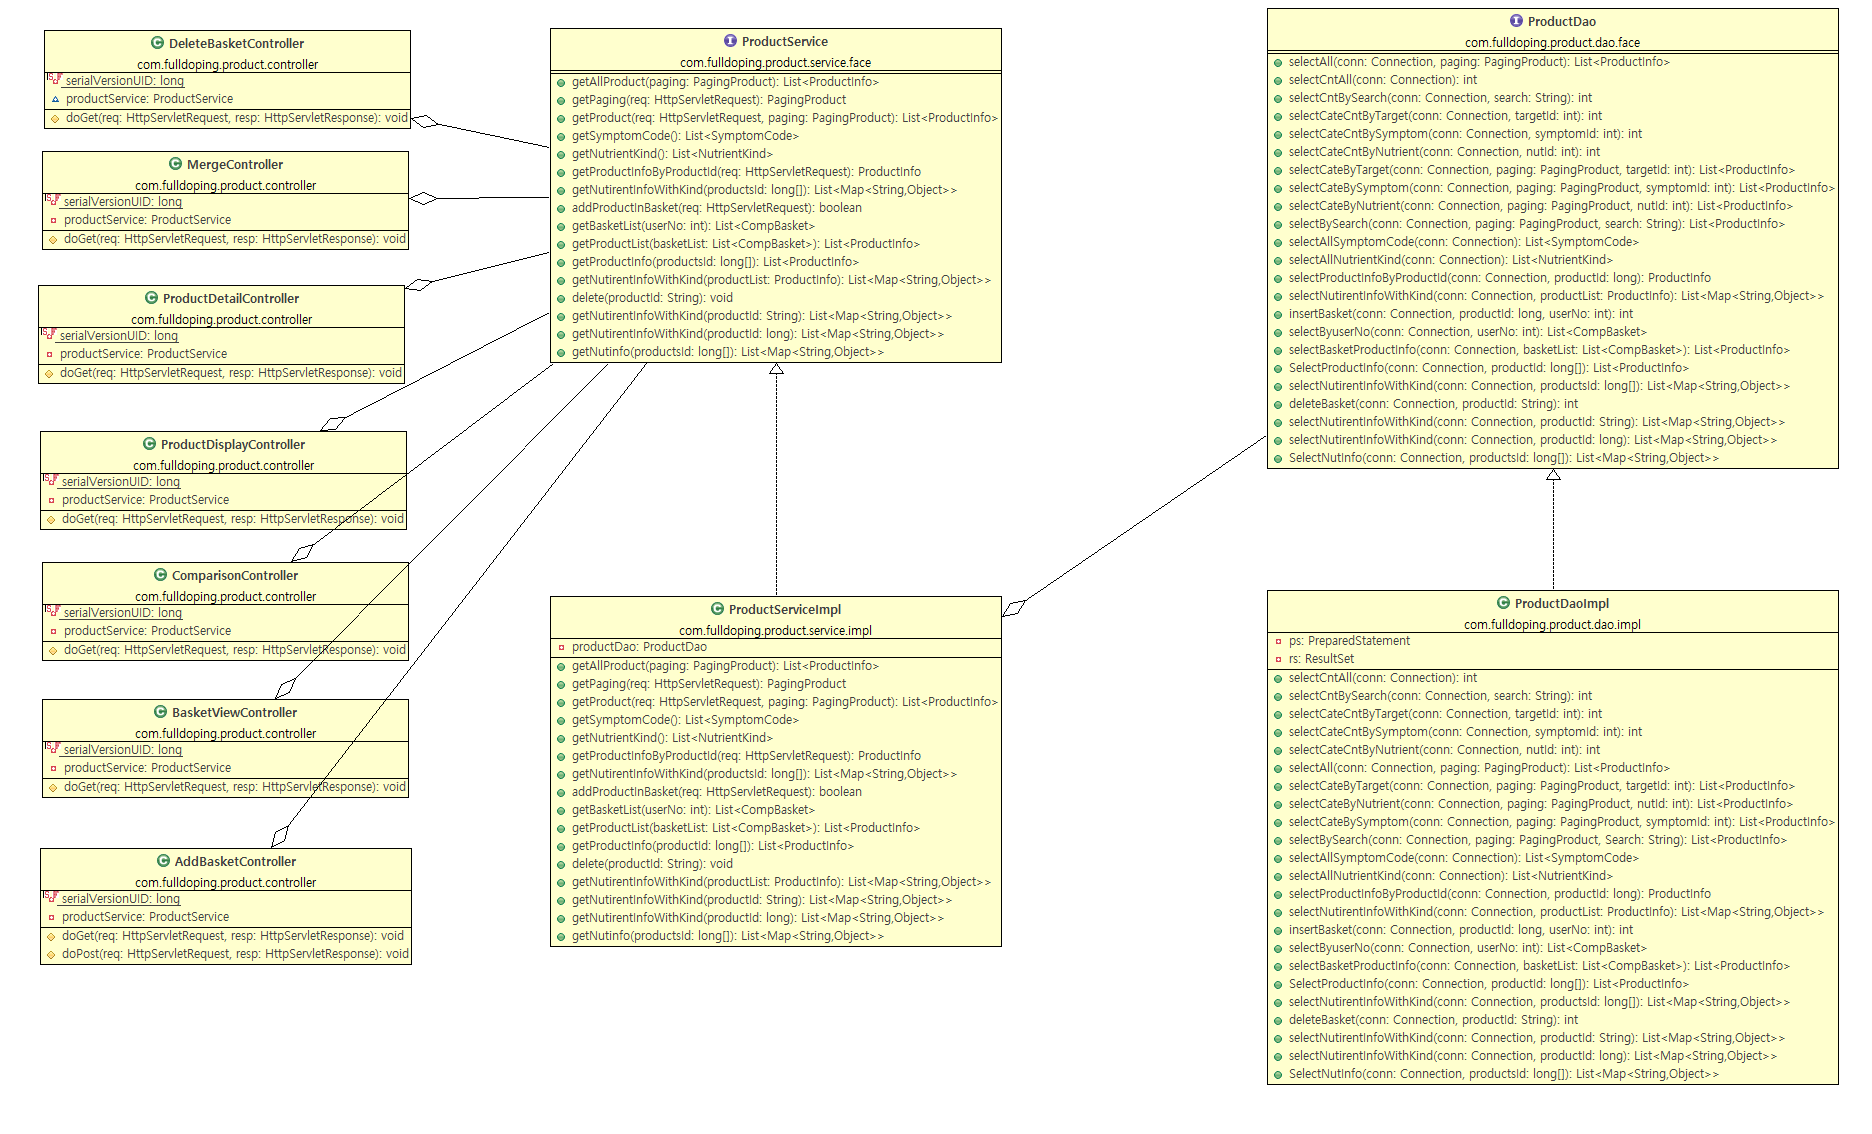 DeleteBasketController
com.fulldoping.product.controller
serialVersionUID: long
productService: ProductService
doGet(req: HttpServletRequest, resp: HttpServletResponse): void
MergeController
com.fulldoping.product.controller
serialVersionUID: long
productService: ProductService
doGet(req: HttpServletRequest, resp: HttpServletResponse): void
ProductDetailController
com.fulldoping.product.controller
serialVersionUID: long
productService: ProductService
doGet(req: HttpServletRequest, resp: HttpServletResponse): void
ProductDisplayController
com.fulldoping.product.controller
serialVersionUID: long
productService: ProductService
doGet(req: HttpServletRequest, resp: HttpServletResponse): void
ComparisonController
com.fulldoping.product.controller
serialVersionUID: long
productService: ProductService
doGet(req: HttpServletRequest, resp: HttpServletResponse): void
BasketViewController
com.fulldoping.product.controller
serialVersionUID: long
productService: ProductService
doGet(req: HttpServletRequest, resp: HttpServletResponse): void
AddBasketController
com.fulldoping.product.controller
serialVersionUID: long
productService: ProductService
doGet(req: HttpServletRequest, resp: HttpServletResponse): void
doPost(req: HttpServletRequest, resp: HttpServletResponse): void
ProductService
com.fulldoping.product.service.face
getAllProduct(paging: PagingProduct): List<ProductInfo>
getPaging(req: HttpServletRequest): PagingProduct
getProduct(req: HttpServletRequest, paging: PagingProduct): List<ProductInfo>
getSymptomCode(): List<SymptomCode>
getNutrientKind(): List<NutrientKind>
getProductInfoByProductId(req: HttpServletRequest): ProductInfo
getNutirentInfoWithKind(productsId: long[]): List<Map<String,Object>>
addProductInBasket(req: HttpServletRequest): boolean
getBasketList(userNo: int): List<CompBasket>
getProductList(basketList: List<CompBasket>): List<ProductInfo>
getProductInfo(productsId: long[]): List<ProductInfo>
getNutirentInfoWithKind(productList: ProductInfo): List<Map<String,Object>>
delete(productId: String): void
getNutirentInfoWithKind(productId: String): List<Map<String,Object>>
getNutirentInfoWithKind(productId: long): List<Map<String,Object>>
getNutinfo(productsId: long[]): List<Map<String,Object>>
ProductServiceImpl
com.fulldoping.product.service.impl
productDao: ProductDao
getAllProduct(paging: PagingProduct): List<ProductInfo>
getPaging(req: HttpServletRequest): PagingProduct
getProduct(req: HttpServletRequest, paging: PagingProduct): List<ProductInfo>
getSymptomCode(): List<SymptomCode>
getNutrientKind(): List<NutrientKind>
getProductInfoByProductId(req: HttpServletRequest): ProductInfo
getNutirentInfoWithKind(productsId: long[]): List<Map<String,Object>>
addProductInBasket(req: HttpServletRequest): boolean
getBasketList(userNo: int): List<CompBasket>
getProductList(basketList: List<CompBasket>): List<ProductInfo>
getProductInfo(productId: long[]): List<ProductInfo>
delete(productId: String): void
getNutirentInfoWithKind(productList: ProductInfo): List<Map<String,Object>>
getNutirentInfoWithKind(productId: String): List<Map<String,Object>>
getNutirentInfoWithKind(productId: long): List<Map<String,Object>>
getNutinfo(productsId: long[]): List<Map<String,Object>>
ProductDao
com.fulldoping.product.dao.face
selectAll(conn: Connection, paging: PagingProduct): List<ProductInfo>
selectCntAll(conn: Connection): int
selectCntBySearch(conn: Connection, search: String): int
selectCateCntByTarget(conn: Connection, targetId: int): int
selectCateCntBySymptom(conn: Connection, symptomId: int): int
selectCateCntByNutrient(conn: Connection, nutId: int): int
selectCateByTarget(conn: Connection, paging: PagingProduct, targetId: int): List<ProductInfo>
selectCateBySymptom(conn: Connection, paging: PagingProduct, symptomId: int): List<ProductInfo>
selectCateByNutrient(conn: Connection, paging: PagingProduct, nutId: int): List<ProductInfo>
selectBySearch(conn: Connection, paging: PagingProduct, search: String): List<ProductInfo>
selectAllSymptomCode(conn: Connection): List<SymptomCode>
selectAllNutrientKind(conn: Connection): List<NutrientKind>
selectProductInfoByProductId(conn: Connection, productId: long): ProductInfo
selectNutirentInfoWithKind(conn: Connection, productList: ProductInfo): List<Map<String,Object>>
insertBasket(conn: Connection, productId: long, userNo: int): int
selectByuserNo(conn: Connection, userNo: int): List<CompBasket>
selectBasketProductInfo(conn: Connection, basketList: List<CompBasket>): List<ProductInfo>
SelectProductInfo(conn: Connection, productId: long[]): List<ProductInfo>
selectNutirentInfoWithKind(conn: Connection, productsId: long[]): List<Map<String,Object>>
deleteBasket(conn: Connection, productId: String): int
selectNutirentInfoWithKind(conn: Connection, productId: String): List<Map<String,Object>>
selectNutirentInfoWithKind(conn: Connection, productId: long): List<Map<String,Object>>
SelectNutInfo(conn: Connection, productsId: long[]): List<Map<String,Object>>
ProductDaoImpl
com.fulldoping.product.dao.impl
ps: PreparedStatement
rs: ResultSet
selectCntAll(conn: Connection): int
selectCntBySearch(conn: Connection, search: String): int
selectCateCntByTarget(conn: Connection, targetId: int): int
selectCateCntBySymptom(conn: Connection, symptomId: int): int
selectCateCntByNutrient(conn: Connection, nutId: int): int
selectAll(conn: Connection, paging: PagingProduct): List<ProductInfo>
selectCateByTarget(conn: Connection, paging: PagingProduct, targetId: int): List<ProductInfo>
selectCateByNutrient(conn: Connection, paging: PagingProduct, nutId: int): List<ProductInfo>
selectCateBySymptom(conn: Connection, paging: PagingProduct, symptomId: int): List<ProductInfo>
selectBySearch(conn: Connection, paging: PagingProduct, Search: String): List<ProductInfo>
selectAllSymptomCode(conn: Connection): List<SymptomCode>
selectAllNutrientKind(conn: Connection): List<NutrientKind>
selectProductInfoByProductId(conn: Connection, productId: long): ProductInfo
selectNutirentInfoWithKind(conn: Connection, productList: ProductInfo): List<Map<String,Object>>
insertBasket(conn: Connection, productId: long, userNo: int): int
selectByuserNo(conn: Connection, userNo: int): List<CompBasket>
selectBasketProductInfo(conn: Connection, basketList: List<CompBasket>): List<ProductInfo>
SelectProductInfo(conn: Connection, productId: long[]): List<ProductInfo>
selectNutirentInfoWithKind(conn: Connection, productsId: long[]): List<Map<String,Object>>
deleteBasket(conn: Connection, productId: String): int
selectNutirentInfoWithKind(conn: Connection, productId: String): List<Map<String,Object>>
selectNutirentInfoWithKind(conn: Connection, productId: long): List<Map<String,Object>>
SelectNutInfo(conn: Connection, productsId: long[]): List<Map<String,Object>>